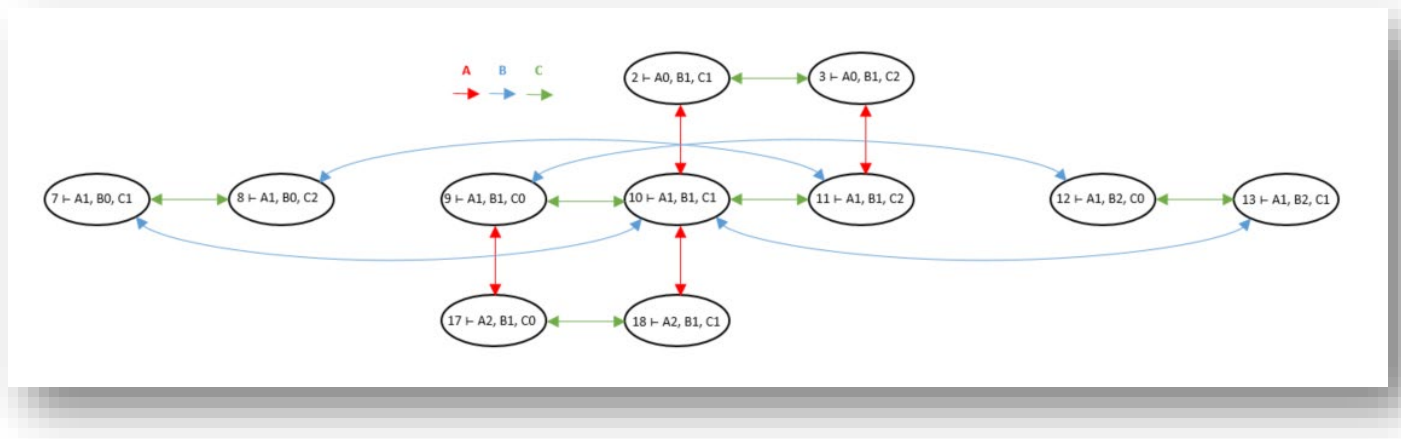 A B C
2 ⊢ A0, B1, C1
3 ⊢ A0, B1, C2
7 ⊢ A1, B0, C1
8 ⊢ A1, B0, C2
9 ⊢ A1, B1, C0
10 ⊢ A1, B1, C1
11 ⊢ A1, B1, C2
12 ⊢ A1, B2, C0
13 ⊢ A1, B2, C1
17 ⊢ A2, B1, C0
18 ⊢ A2, B1, C1